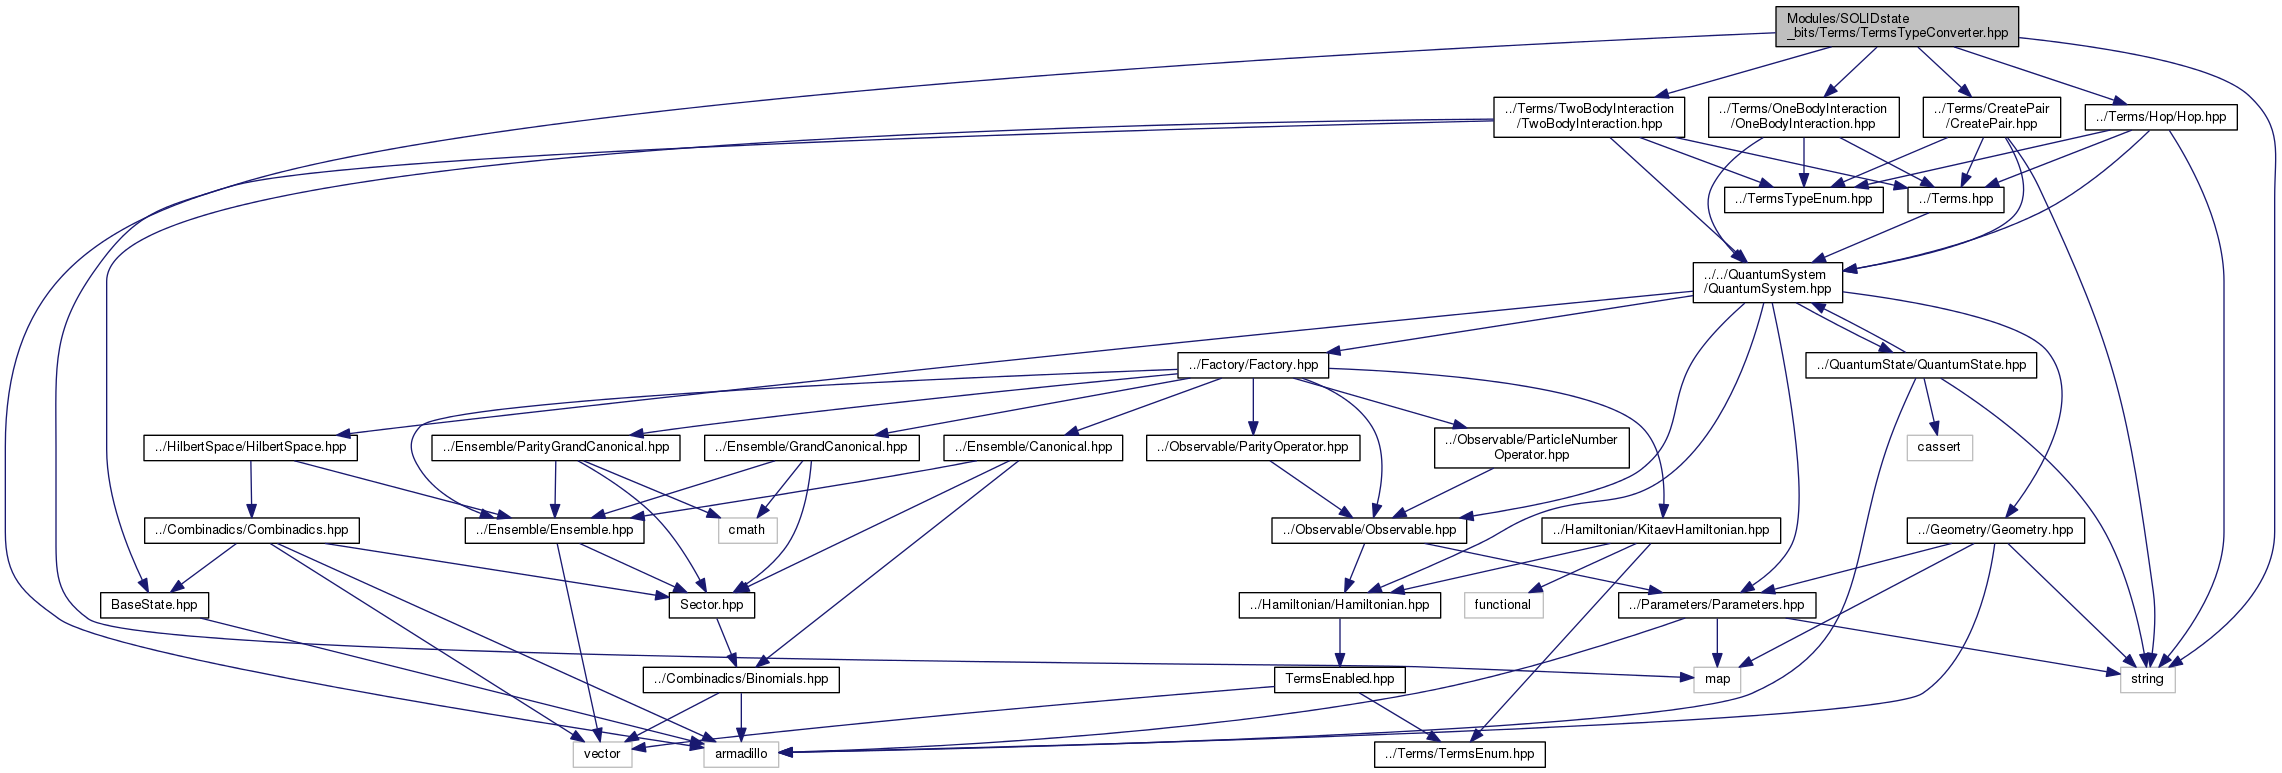 Modules/SOLIDstate
_bits/Terms/TermsTypeConverter.hpp
../Terms/TwoBodyInteraction
/TwoBodyInteraction.hpp
../Terms/OneBodyInteraction
/OneBodyInteraction.hpp
../Terms/CreatePair
/CreatePair.hpp
../Terms/Hop/Hop.hpp
../TermsTypeEnum.hpp
../Terms.hpp
../../QuantumSystem
/QuantumSystem.hpp
../Factory/Factory.hpp
../QuantumState/QuantumState.hpp
../HilbertSpace/HilbertSpace.hpp
../Ensemble/ParityGrandCanonical.hpp
../Ensemble/GrandCanonical.hpp
../Ensemble/Canonical.hpp
../Observable/ParityOperator.hpp
../Observable/ParticleNumber
Operator.hpp
cassert
../Combinadics/Combinadics.hpp
../Ensemble/Ensemble.hpp
cmath
../Observable/Observable.hpp
../Hamiltonian/KitaevHamiltonian.hpp
../Geometry/Geometry.hpp
BaseState.hpp
Sector.hpp
../Hamiltonian/Hamiltonian.hpp
functional
../Parameters/Parameters.hpp
../Combinadics/Binomials.hpp
TermsEnabled.hpp
map
string
vector
armadillo
../Terms/TermsEnum.hpp